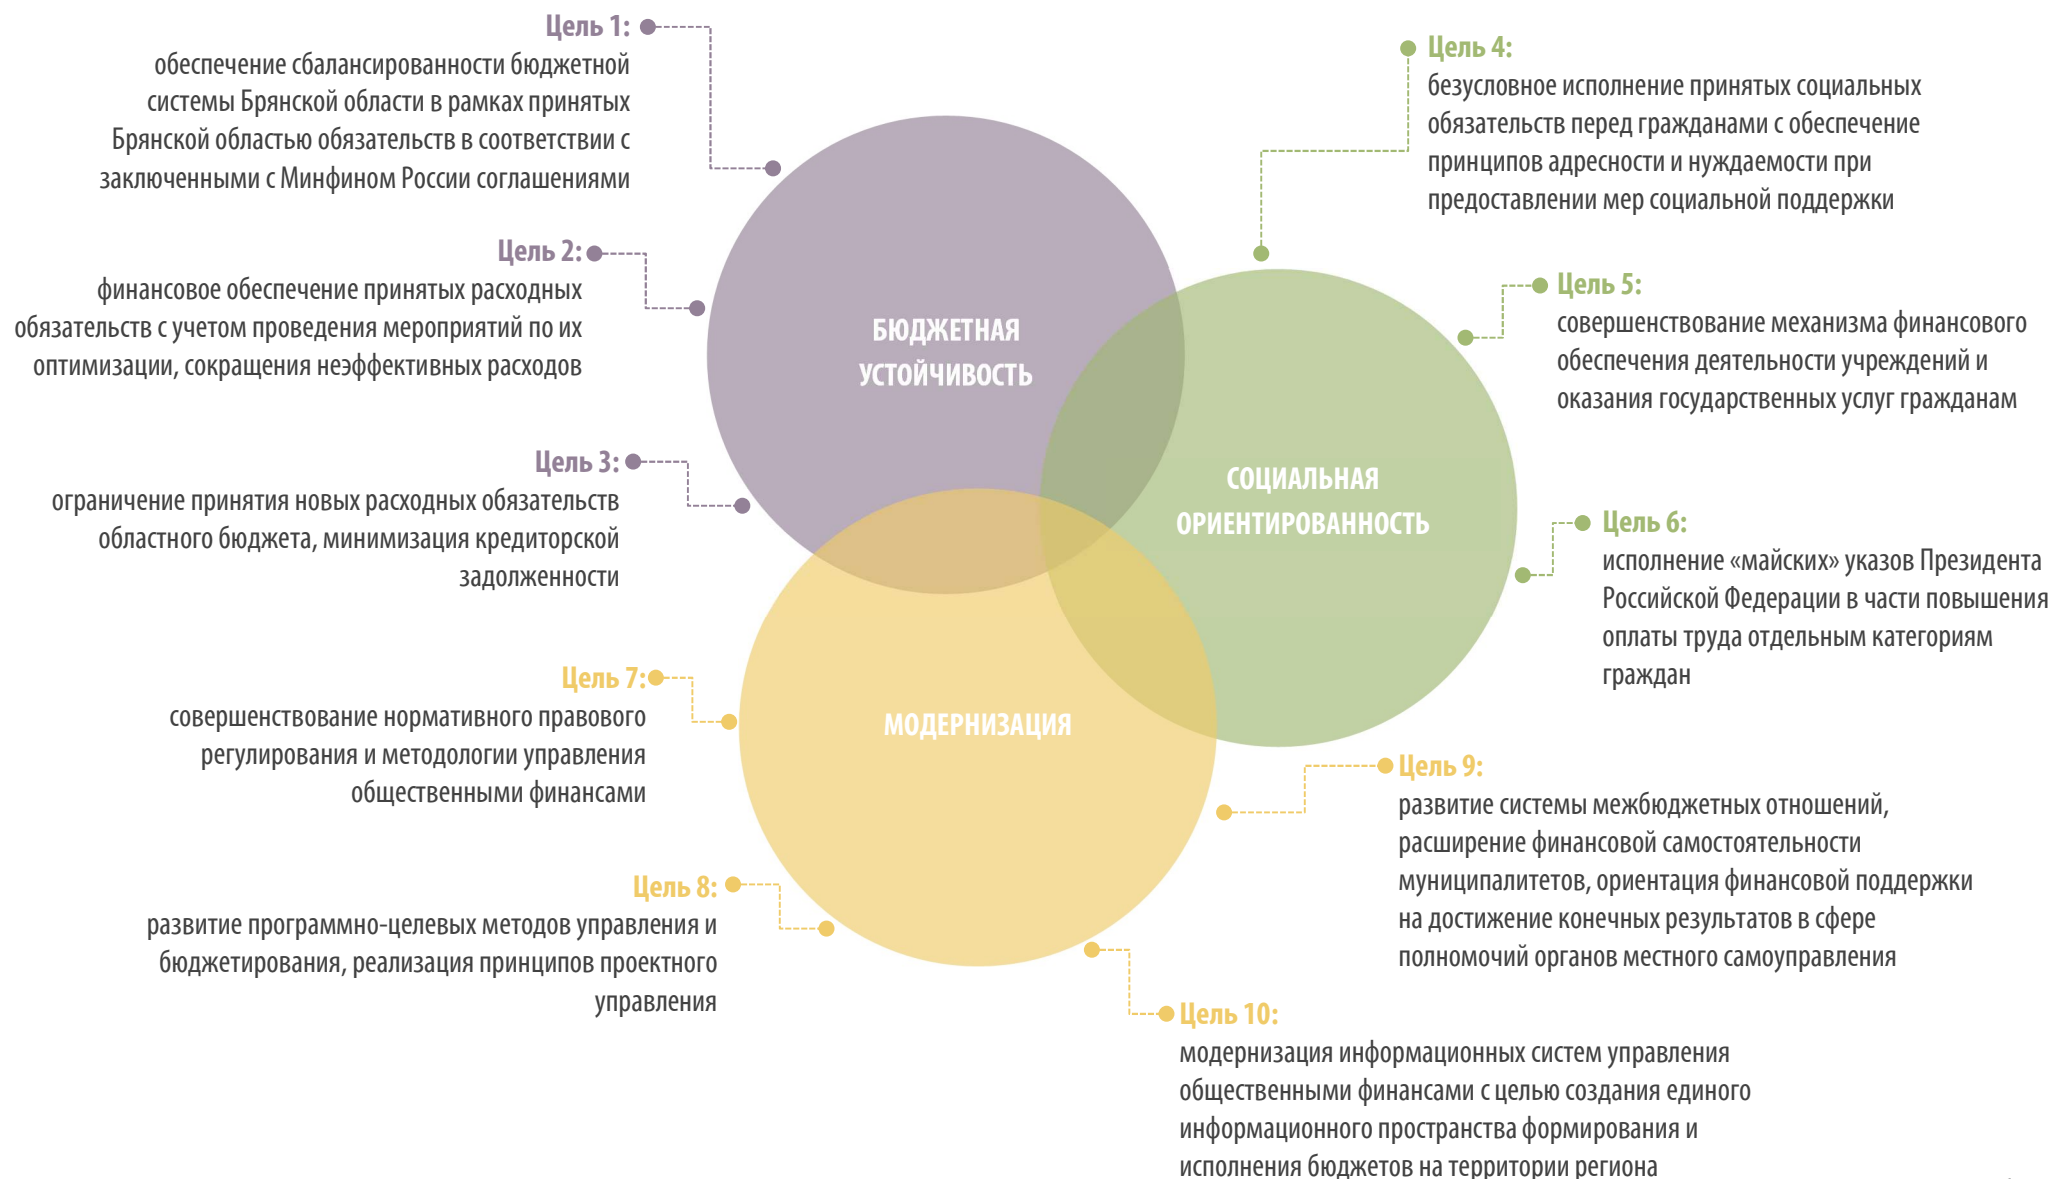 Цель 1:
обеспечение сбалансированности бюджетной
системы Брянской области в рамках принятых
Брянской областью обязательств в соответствии с
заключенными с Минфином России соглашениями
Цель 2:
финансовое обеспечение принятых расходных
обязательств с учетом проведения мероприятий по их
оптимизации, сокращения неэффективных расходов
Цель 3:
ограничение принятия новых расходных обязательств
областного бюджета, минимизация кредиторской
задолженности
БЮДЖЕТНАЯ
УСТОЙЧИВОСТЬ
Цель 4:
безусловное исполнение принятых социальных
обязательств перед гражданами с обеспечение
принципов адресности и нуждаемости при
предоставлении мер социальной поддержки
Цель 5:
совершенствование механизма финансового
обеспечения деятельности учреждений и
оказания государственных услуг гражданам
СОЦИАЛЬНАЯ
ОРИЕНТИРОВАННОСТЬ
Цель 6:
исполнение «майских» указов Президента
Российской Федерации в части повышения
оплаты труда отдельным категориям
граждан
Цель 7:
совершенствование нормативного правового
регулирования и методологии управления
общественными финансами
МОДЕРНИЗАЦИЯ
Цель 8:
развитие программно-целевых методов управления и
бюджетирования, реализация принципов проектного
управления
Цель 9:
развитие системы межбюджетных отношений,
расширение финансовой самостоятельности
муниципалитетов, ориентация финансовой поддержки
на достижение конечных результатов в сфере
полномочий органов местного самоуправления
Цель 10:
модернизация информационных систем управления
общественными финансами с целью создания единого
информационного пространства формирования и
исполнения бюджетов на территории региона